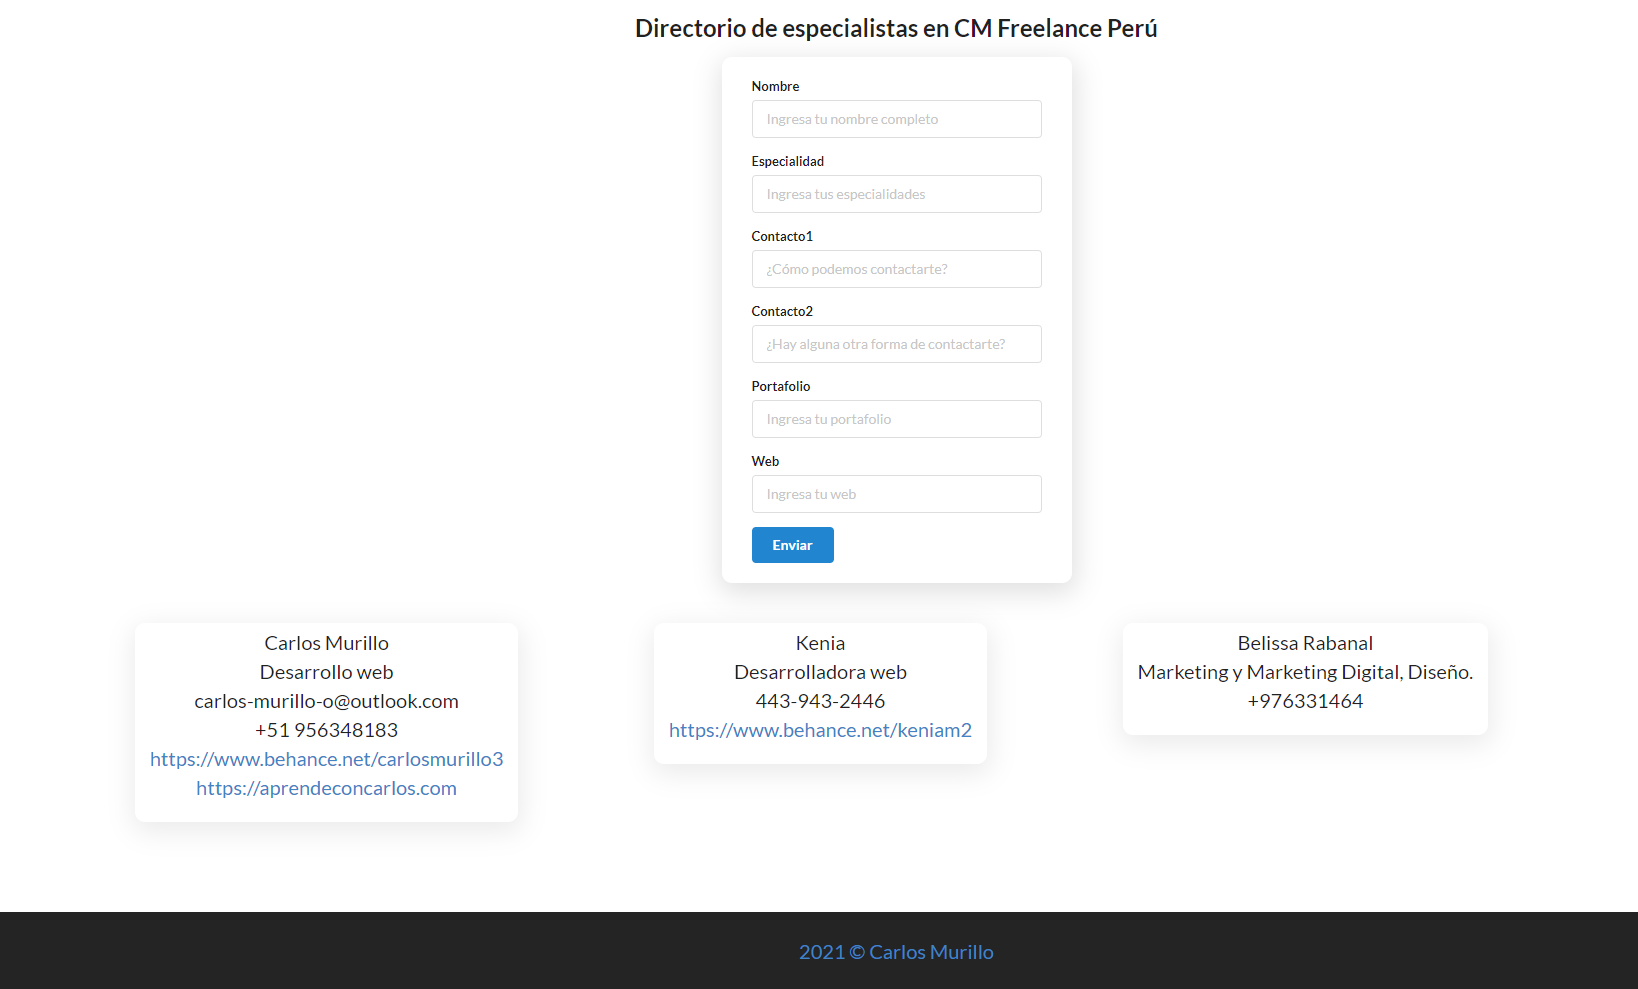 Directorio de especialistas en CM Freelance Perú
Nombre
Ingresa tu nombre completo
Especialidad
Ingresa tus especialidades
Contacto1
¿Cómo podemos contactarte?
Contacto2
¿Hay alguna otra forma de contactarte?
Portafolio
Ingresa tu portafolio
Web
Ingresa tu web
Enviar
Carlos Murillo
Desarrollo web
carlos-murillo-o@outlook.com
+51 956348183
https://www.behance.net/carlosmurillo3
https://aprendeconcarlos.com
Kenia
Desarrolladora web
443-943-2446
https://www.behance.net/keniam2
Belissa Rabanal
Marketing y Marketing Digital, Diseño.
+976331464
2021 © Carlos Murillo